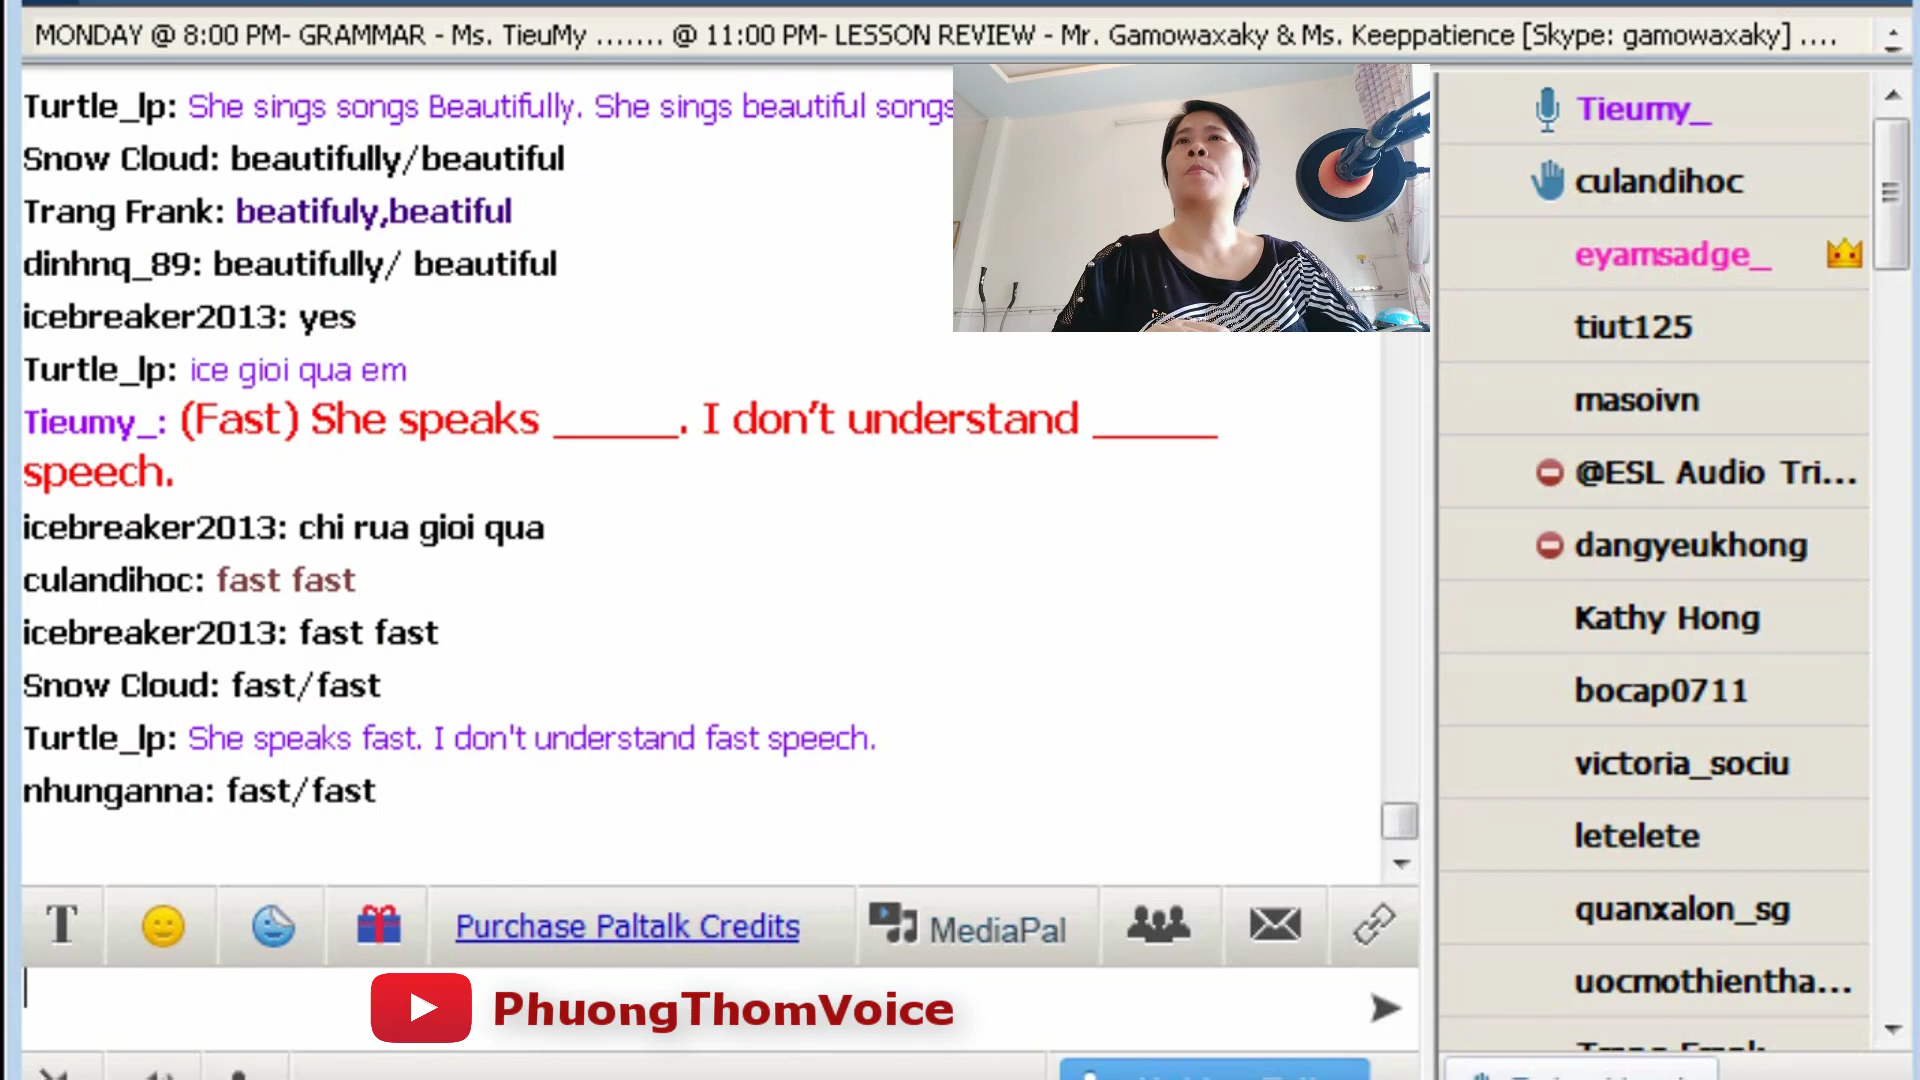 MONDAY @ 8:00 PM- GRAMMAR - Ms. TieuMy ....... @ 11:00 PM- LESSON REVIEW - Mr. Gamowaxaky & Ms. Keeppatience [Skype: gamowaxaky] ....
Turtle_lp: She sings songs Beautifully. She sings beautiful songs
Snow Cloud: beautifully/beautiful
Trang Frank: beatifuly,beatiful
dinhnq_89: beautifully/ beautiful
icebreaker2013: yes
Turtle_lp: ice gioi qua em
Tieumy_: (Fast) She speaks _____. I don't understand _____
speech.
icebreaker2013: chi rua gioi qua
culandihoc: fast fast
icebreaker2013: fast fast
Snow Cloud: fast/fast
Turtle_lp: She speaks fast. I don't understand fast speech.
nhunganna: fast/fast
T
Purchase Paltalk Credits
MediaPal
PhuongThomVoice
Tieumy_
culandihoc
eyamsadge_
tiut125
masoivn
@ESL Audio Tri...
dangyeukhong
Kathy Hong
bocap0711
victoria_sociu
letelete
quanxalon_sg
uocmothientha...
Trang Frank